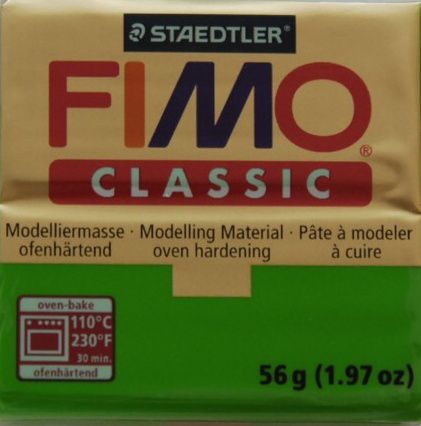 STAEDTLER®
FIMO®
CLASSIC
Modelliermasse · Modelling Material · Pâte à modeler
ofenhärtend oven hardening à cuire
oven-bake
110°C
230°F
30 min.
ofenhärtend
56 g (1.97 oz)